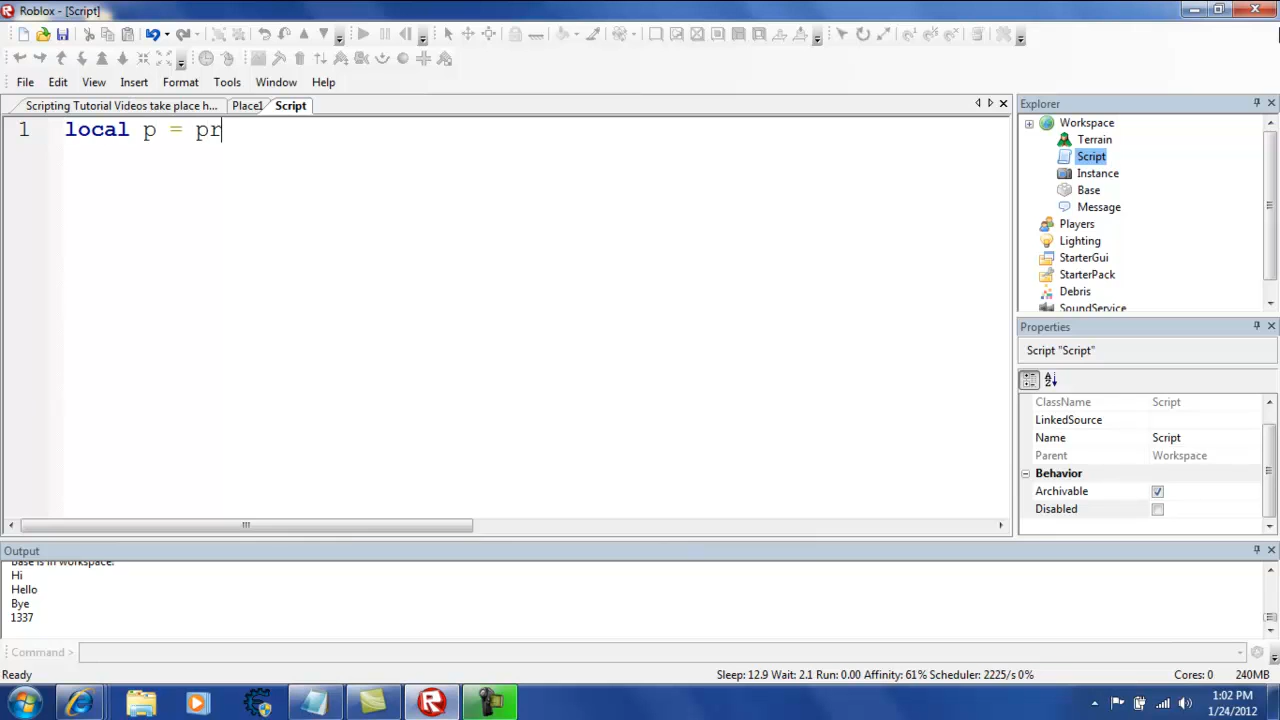 Roblox - [Script]
File Edit View Insert Format Tools Window Help
Scripting Tutorial Videos take place h... Place1 Script
1 local p = pr
Explorer
Workspace
Terrain
Script
Instance
Base
Message
Players
Lighting
StarterGui
StarterPack
Debris
SoundService
Properties
Script "Script"
ClassName Script
LinkedSource
Name Script
Parent Workspace
Behavior
Archivable
Disabled
Output
Base is in workspace.
Hi
Hello
Bye
1337
Command >
Ready Sleep: 12.9 Wait: 2.1 Run: 0.00 Affinity: 61% Scheduler: 2225/s 0% Cores: 0 240MB
1:02 PM
1/24/2012